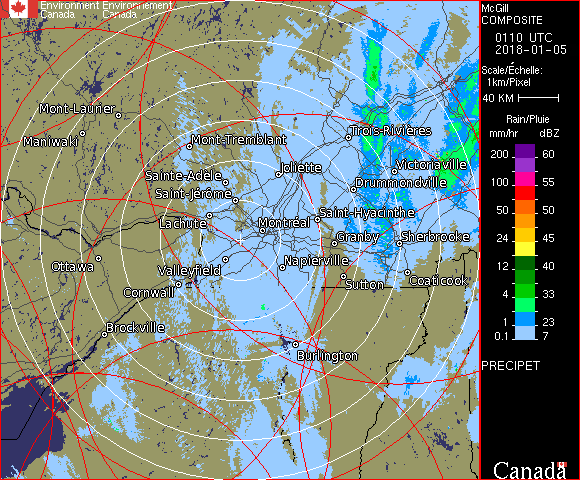 Environment Environnement
Canada Canada
McGill
COMPOSITE
0110 UTC
2018-01-05
Scale/Échelle:
1km/Pixel
40 KM
Rain/Pluie
mm/hr dBZ
200 60
100 55
50 50
24 45
12 40
4 33
1 23
0.1 7
PRECIPET
Canada
Mont-Laurier
Maniwaki
Mont-Tremblant
Trois-Rivières
Joliette
Victoriaville
Sainte-Adèle
Drummondville
Saint-Jérôme
Saint-Hyacinthe
Lachute
Montréal
Granby
Sherbrooke
Ottawa
Valleyfield
Napierville
Cornwall
Sutton
Coaticook
Brockville
Burlington